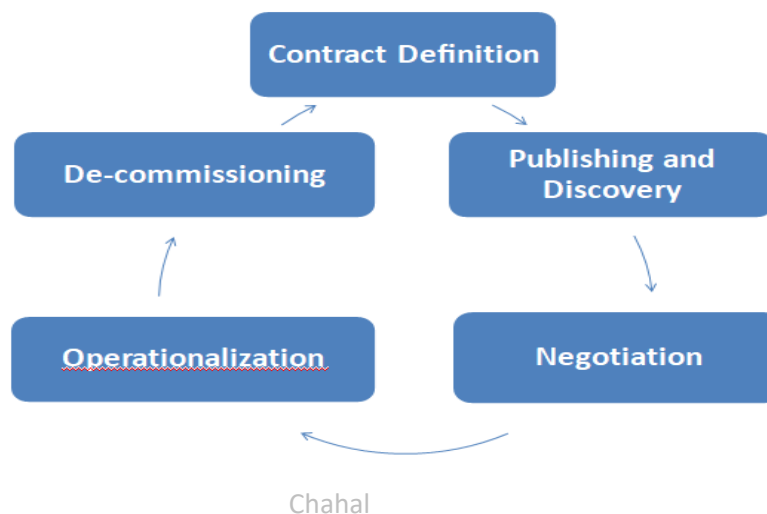 Contract Definition
Publishing and
Discovery
Negotiation
Operationalization
De-commissioning
Chahal